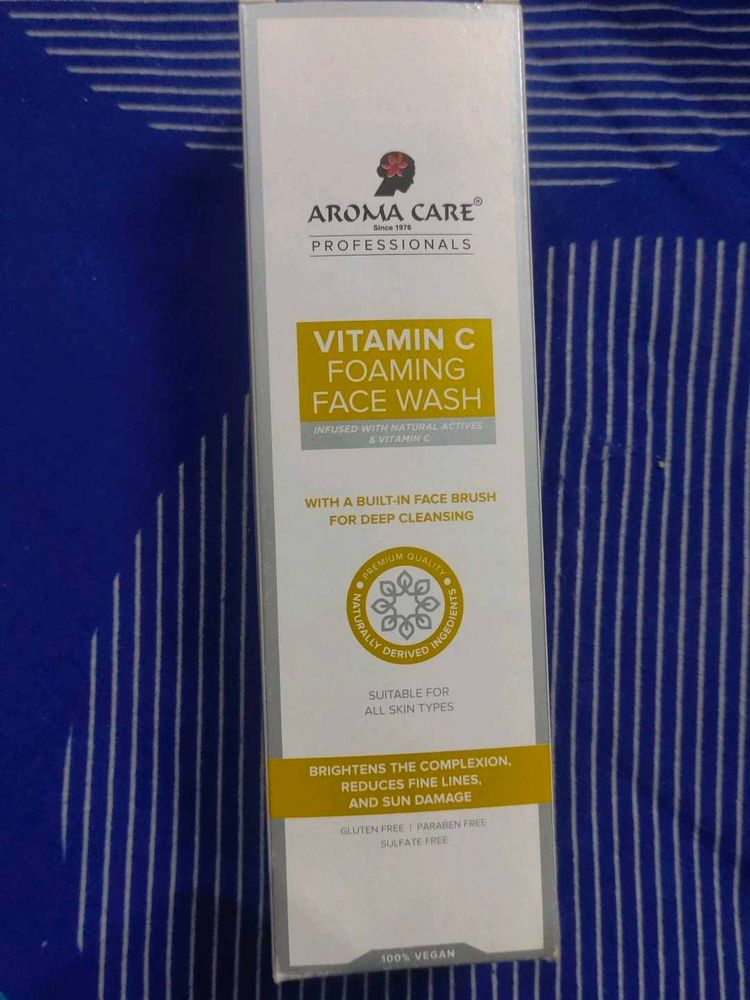 AROMA CARE®
Since 1976
PROFESSIONALS
VITAMIN C
FOAMING
FACE WASH
INFUSED WITH NATURAL ACTIVES
& VITAMIN C
WITH A BUILT-IN FACE BRUSH
FOR DEEP CLEANSING
PREMIUM QUALITY
NATURALLY DERIVED INGEDIENTS
SUITABLE FOR
ALL SKIN TYPES
BRIGHTENS THE COMPLEXION,
REDUCES FINE LINES,
AND SUN DAMAGE
GLUTEN FREE | PARABEN FREE
SULFATE FREE
100% VEGAN